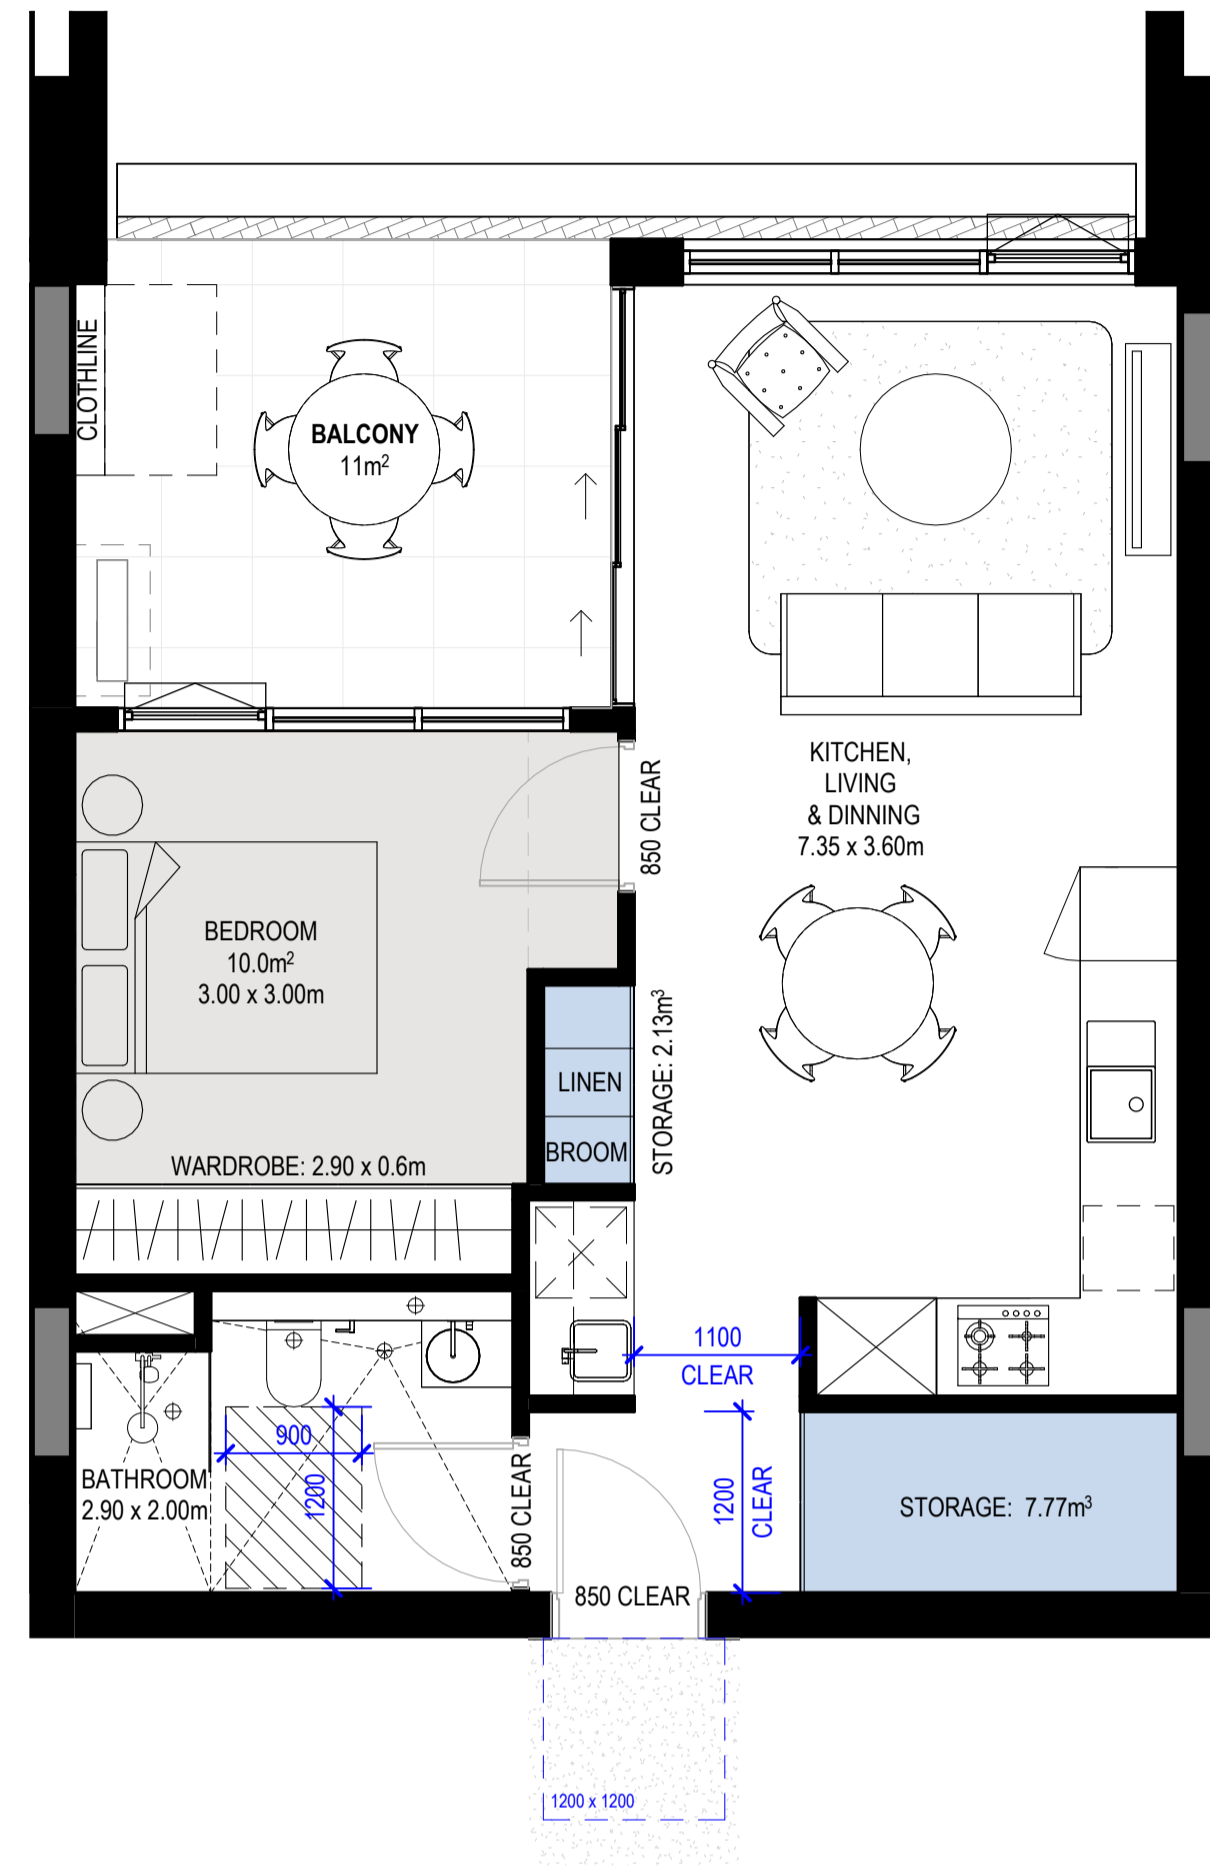 CLOTHLINE
BALCONY
11m²
KITCHEN,
LIVING
& DINNING
7.35 x 3.60m
850 CLEAR
BEDROOM
10.0m²
3.00 x 3.00m
STORAGE: 2.13m³
LINEN
BROOM
WARDROBE: 2.90 x 0.6m
1100
CLEAR
900
1200
BATHROOM
2.90 x 2.00m
850 CLEAR
1200
CLEAR
STORAGE: 7.77m³
850 CLEAR
1200 x 1200